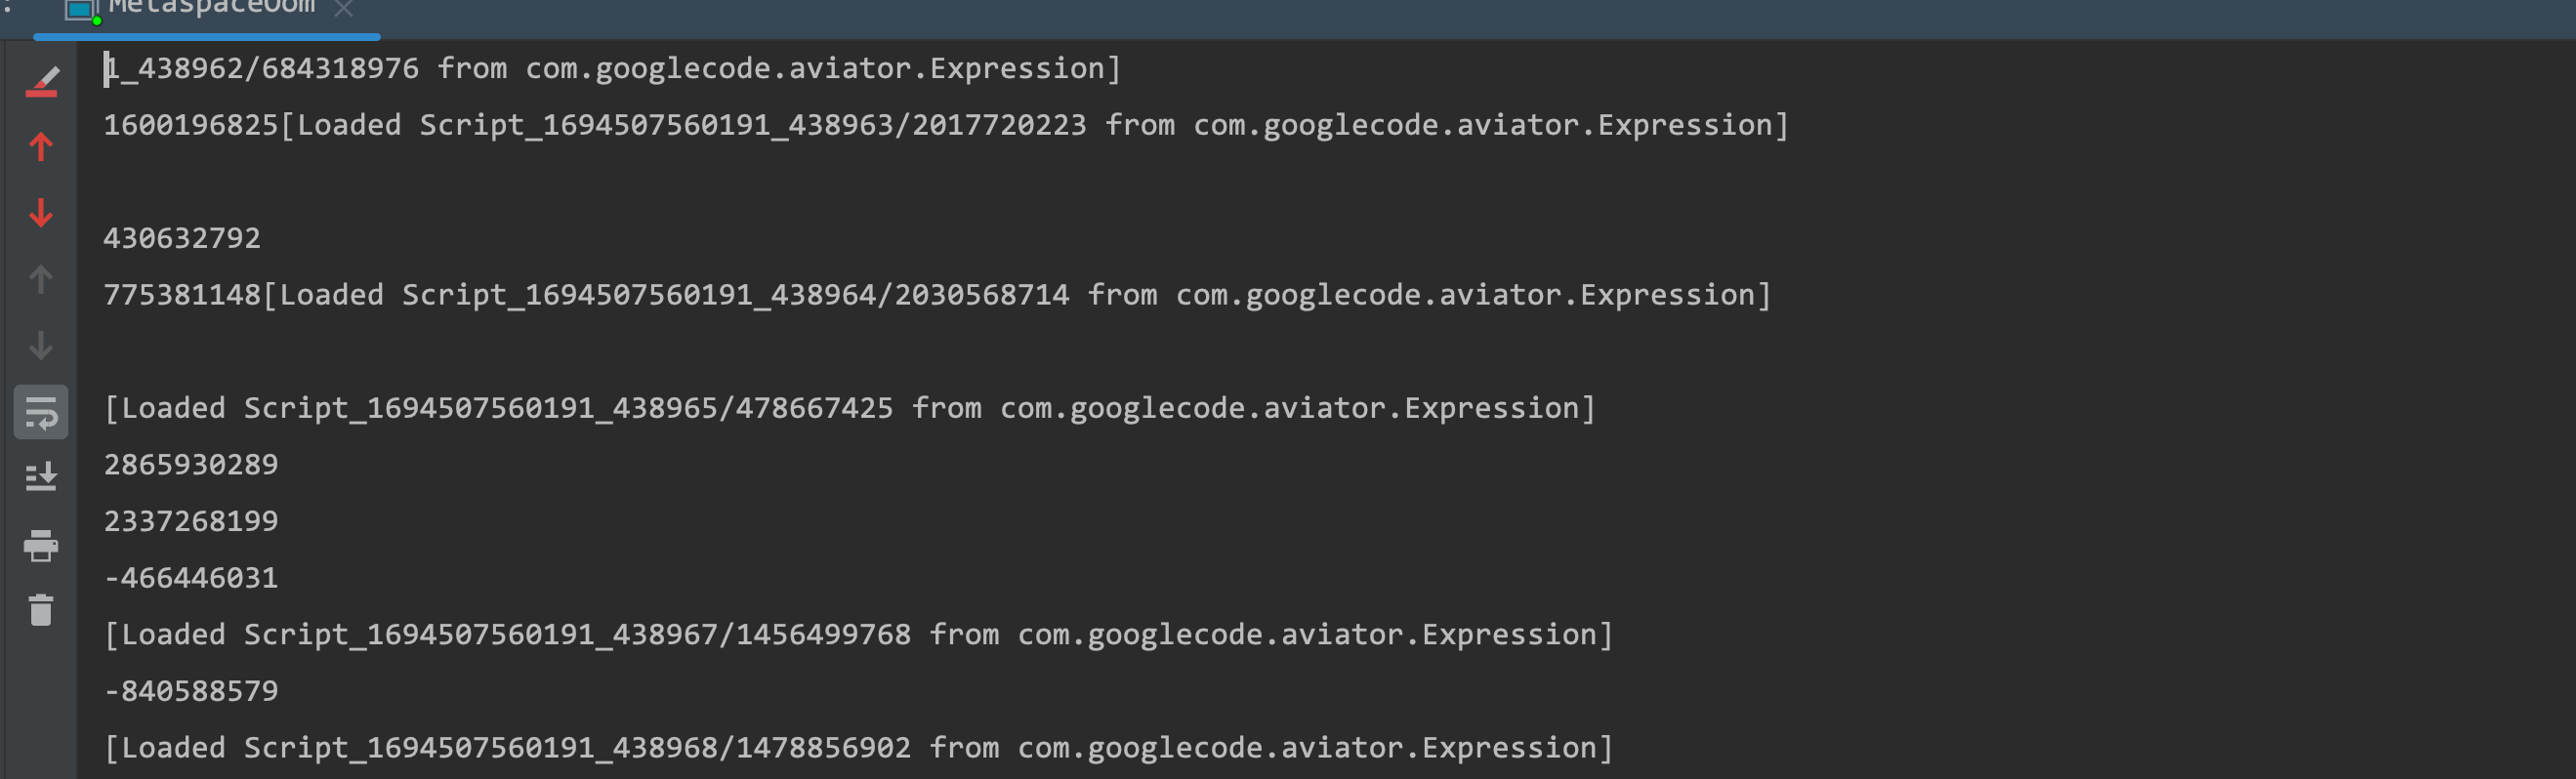 MetaspaceOom
1_438962/684318976 from com.googlecode.aviator.Expression]
1600196825[Loaded Script_1694507560191_438963/2017720223 from com.googlecode.aviator.Expression]
430632792
775381148[Loaded Script_1694507560191_438964/2030568714 from com.googlecode.aviator.Expression]
[Loaded Script_1694507560191_438965/478667425 from com.googlecode.aviator.Expression]
2865930289
2337268199
-466446031
[Loaded Script_1694507560191_438967/1456499768 from com.googlecode.aviator.Expression]
-840588579
[Loaded Script_1694507560191_438968/1478856902 from com.googlecode.aviator.Expression]